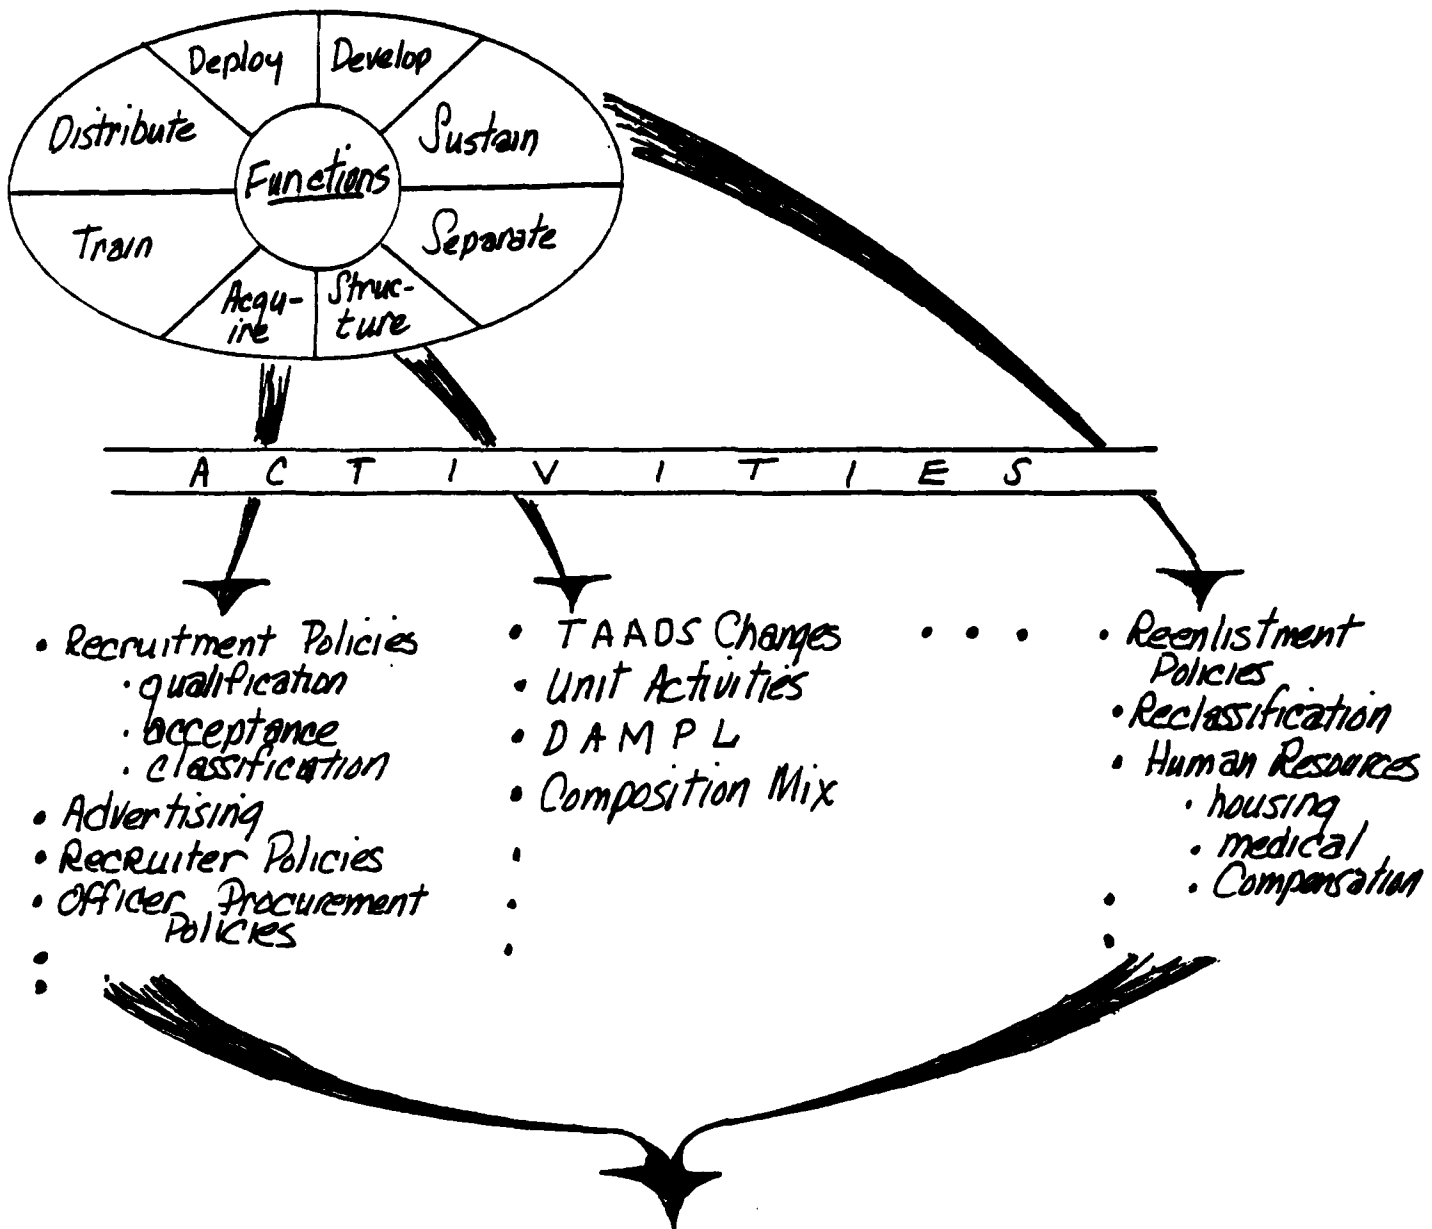 Deploy
Develop
Distribute
Sustain
Functions
Train
Separate
Acqu-
ire
Struc-
ture
A C T I V I T I E S
• Recruitment Policies
· qualification
· acceptance
· classification
• Advertising
• Recruiter Policies
• Officer Procurement
Policies
• TAADS Changes
• Unit Activities
• DAMPL
• Composition Mix
• • •
• Reenlistment
Policies
• Reclassification
• Human Resources
· housing
· medical
· Compensation